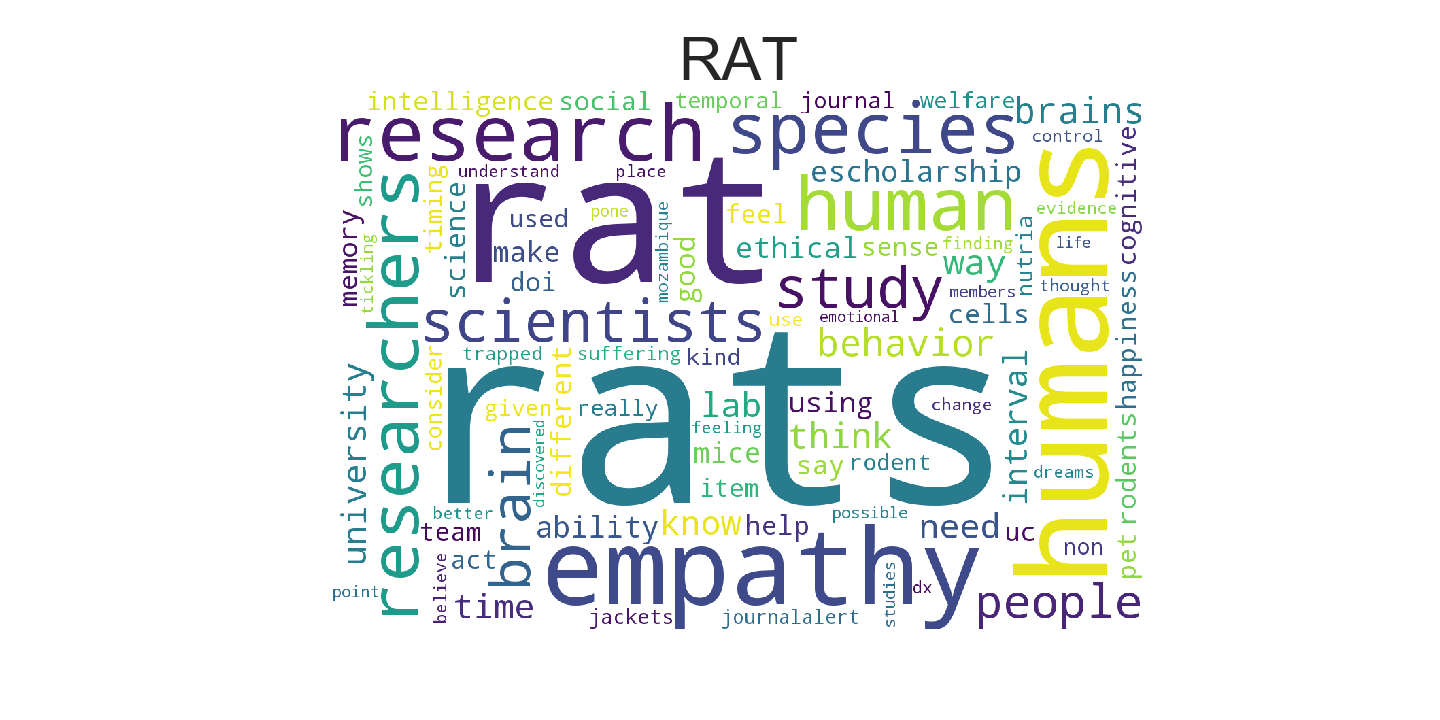 RAT
intelligence
social
temporal
journal
welfare
brains
research
species
control
shows
understand
place
escholarship
cognitive
researchers
timing
science
rat
human
humans
evidence
used
pone
feel
memory
make
mozambique
good
ethical
sense
finding
life
way
nutria
tickling
doi
study
members
thought
scientists
use
emotional
cells
happiness
behavior
trapped
suffering
kind
consider
different
interval
university
given
really
lab
using
change
rats
feeling
think
rodents
discovered
mice
say
rodent
dreams
brain
item
better
possible
team
ability
know
help
need
uc
non
pet
act
empathy
believe
studies
dx
point
time
people
jackets
journalalert